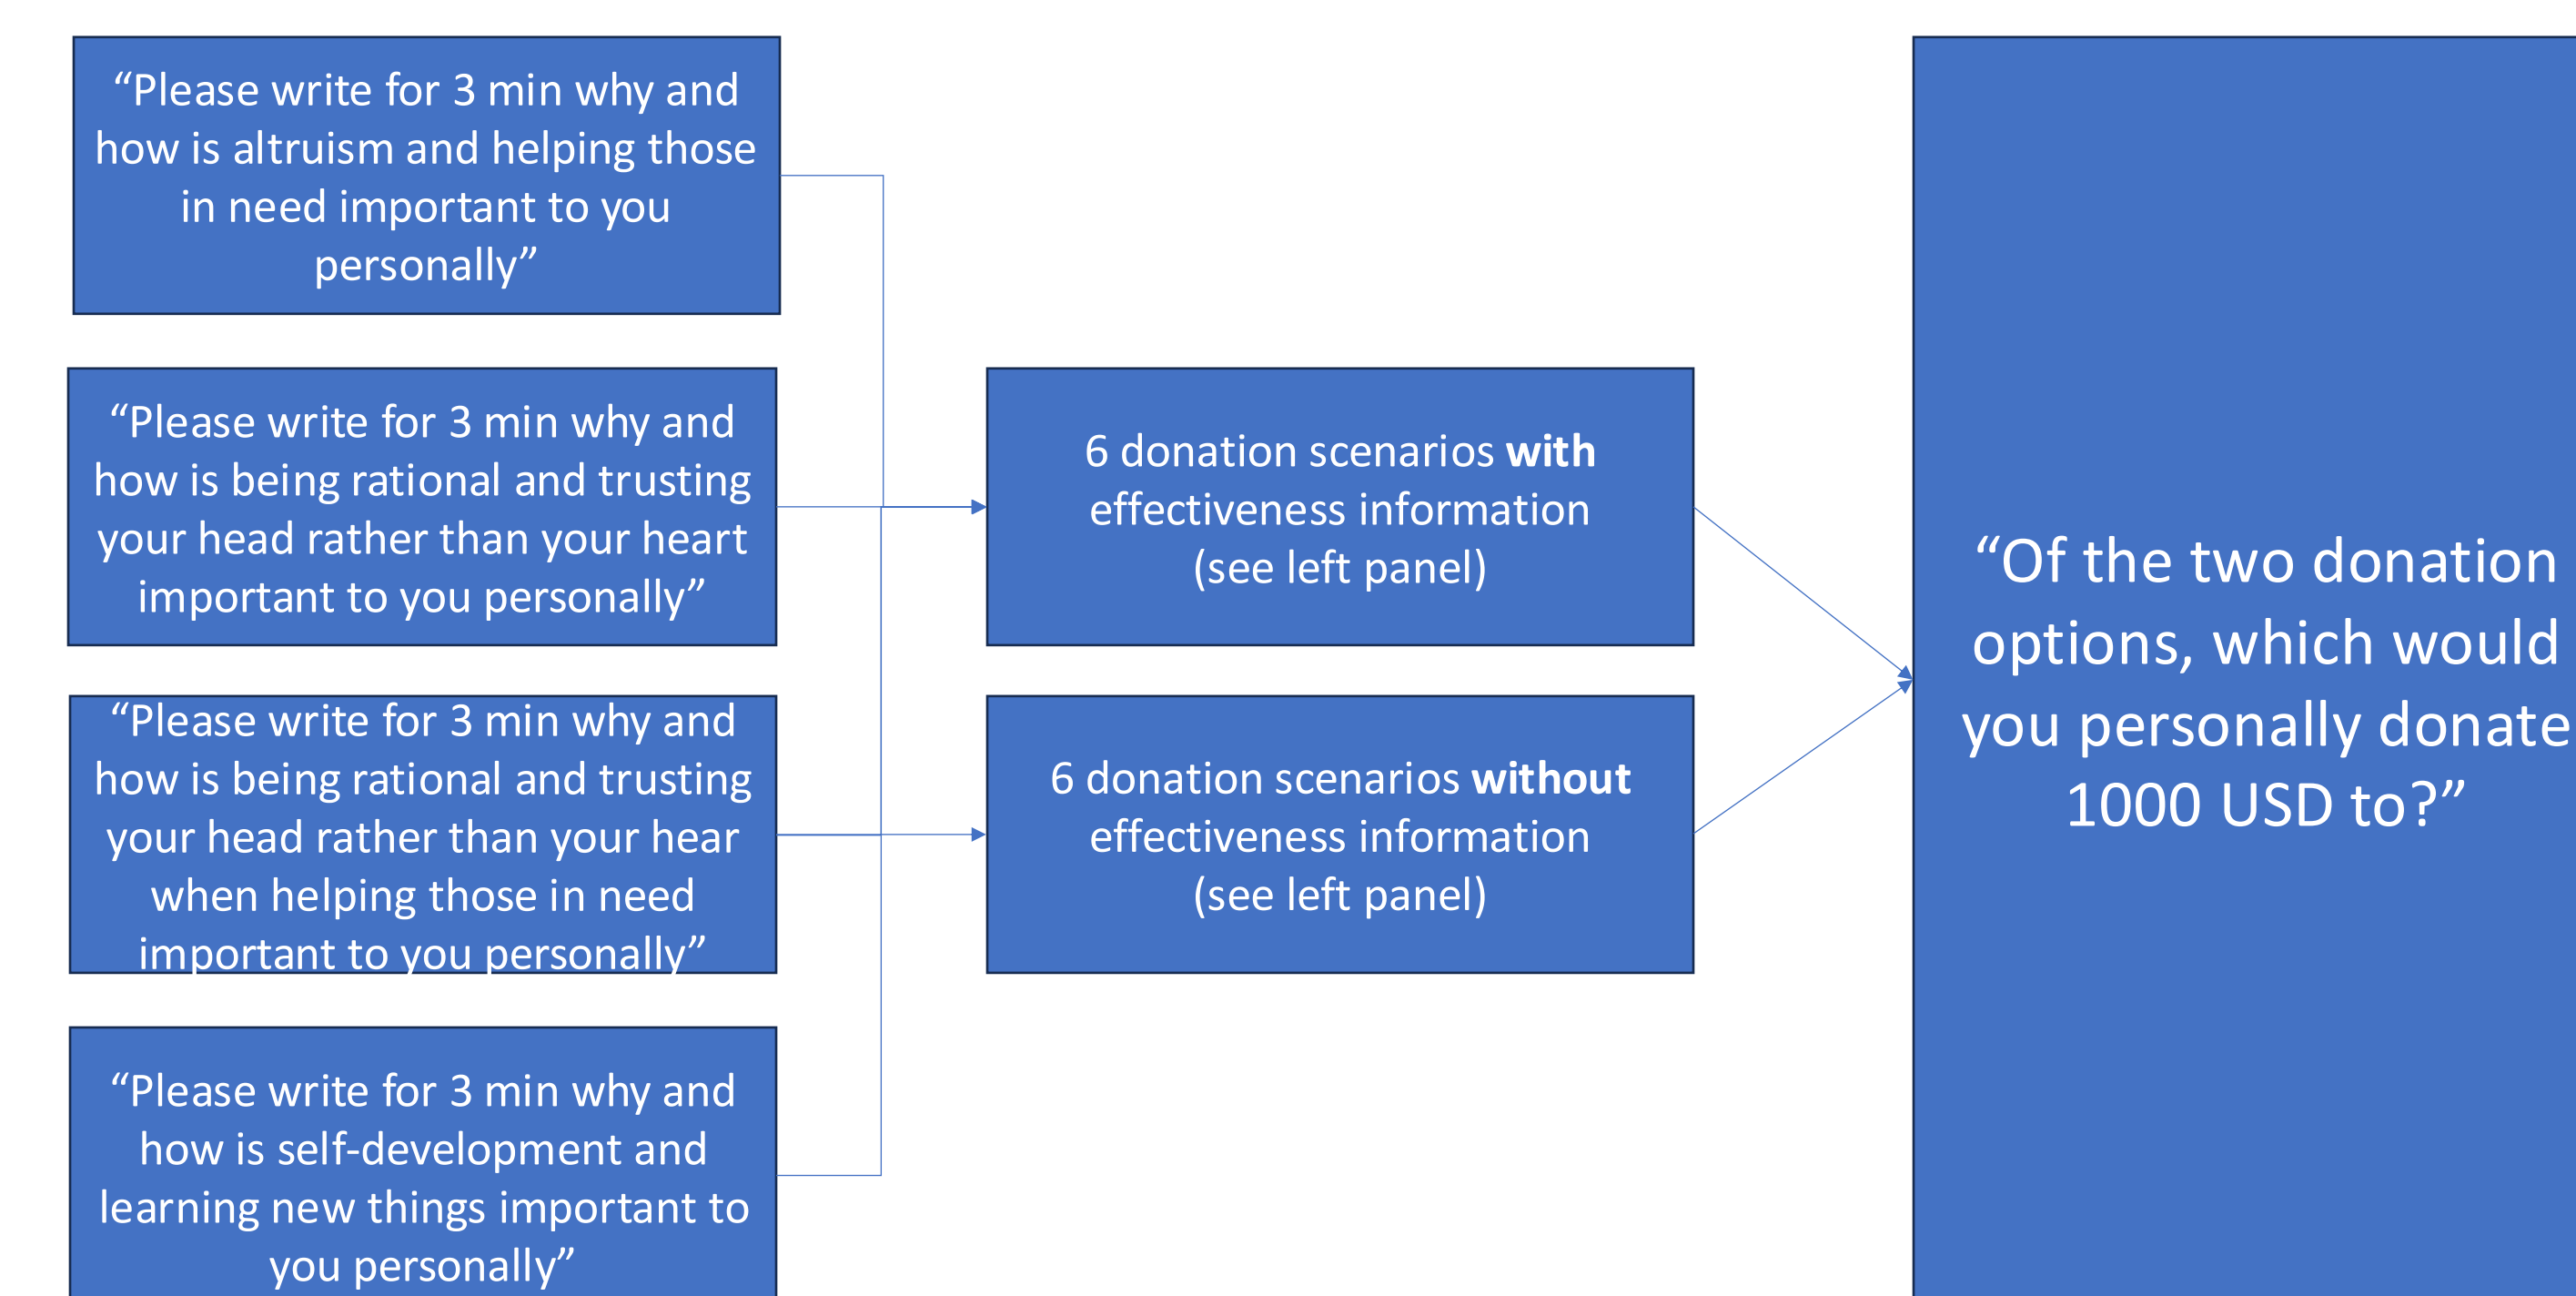 “Please write for 3 min why and
how is altruism and helping those
in need important to you
personally”
“Please write for 3 min why and
how is being rational and trusting
your head rather than your heart
important to you personally”
“Please write for 3 min why and
how is being rational and trusting
your head rather than your hear
when helping those in need
important to you personally”
“Please write for 3 min why and
how is self-development and
learning new things important to
you personally”
6 donation scenarios with
effectiveness information
(see left panel)
6 donation scenarios without
effectiveness information
(see left panel)
“Of the two donation
options, which would
you personally donate
1000 USD to?”